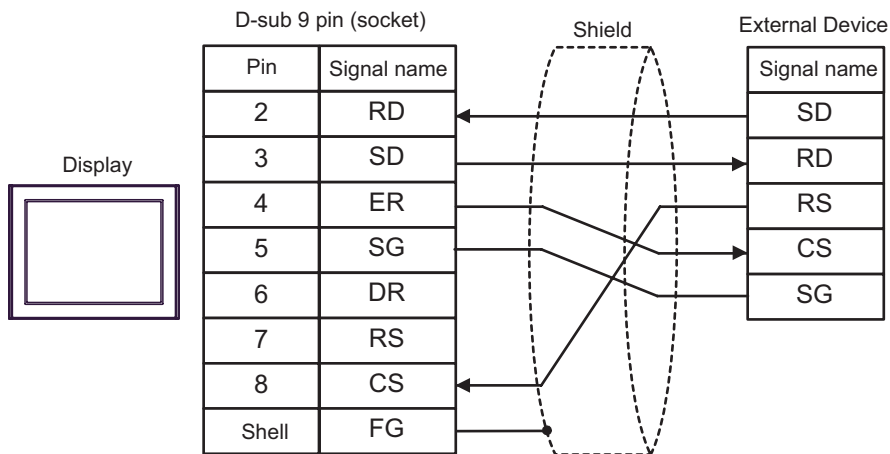 D-sub 9 pin (socket)
Shield
External Device
Pin Signal name
Signal name
2 RD
SD
3 SD
RD
Display
4 ER
RS
5 SG
CS
6 DR
SG
7 RS
8 CS
Shell FG